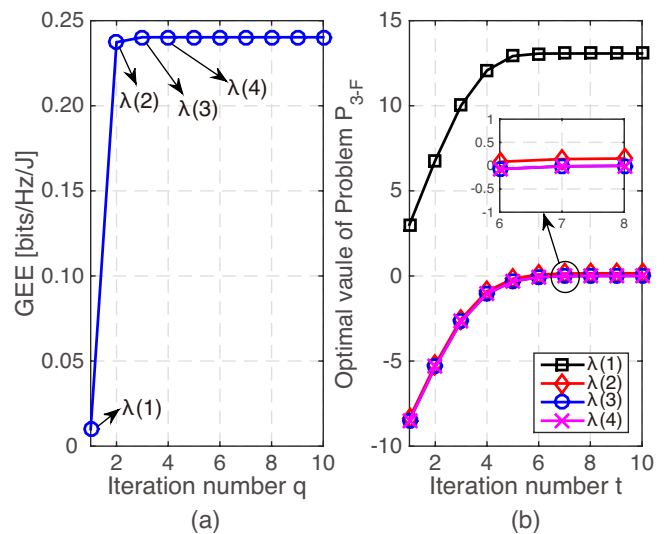 0.25
0.20
0.25
0.10
0.05
0
GEE [bits/Hz/J]
λ(1)
λ(2)
λ(3)
λ(4)
2
4
6
8
10
Iteration number q
(a)
15
10
5
0
-5
-10
Optimal vaule of Problem P3-F
1
0.5
0
-0.5
-1
6
7
8
λ(1)
λ(2)
λ(3)
λ(4)
2
4
6
8
10
Iteration number t
(b)